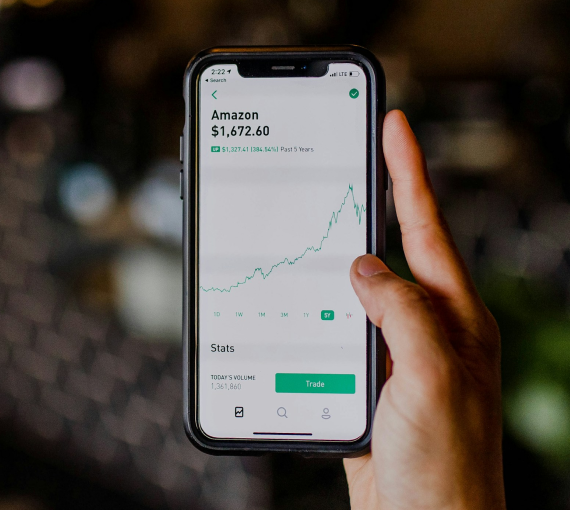 2:22
LTE
Search
Amazon
$1,672.60
UP $1,327.41 (384.54%) Past 5 Years
1D 1W 1M 3M 1Y 5Y
Stats
TODAY'S VOLUME
1,361,860
Trade